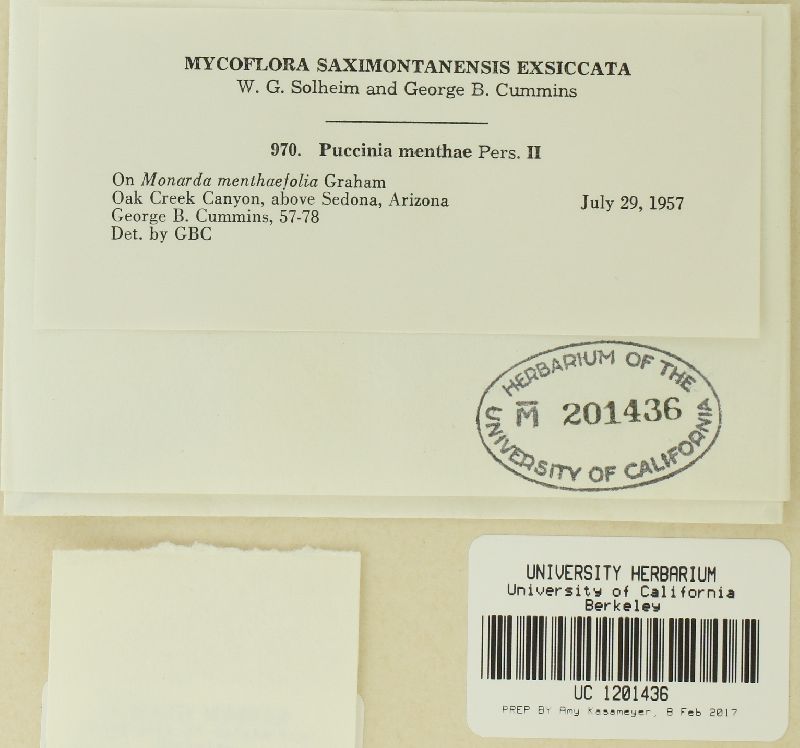 MYCOFLORA SAXIMONTANENSIS EXSICCATA
W. G. Solheim and George B. Cummins
970. Puccinia menthae Pers. II
On Monarda menthaefolia Graham
Oak Creek Canyon, above Sedona, Arizona July 29, 1957
George B. Cummins, 57-78
Det. by GBC
HERBARIUM OF THE
M̅ 201436
UNIVERSITY OF CALIFORNIA
UNIVERSITY HERBARIUM
University of California
Berkeley
UC 1201436
PREP BY Amy Kasameyer, 8 Feb 2017